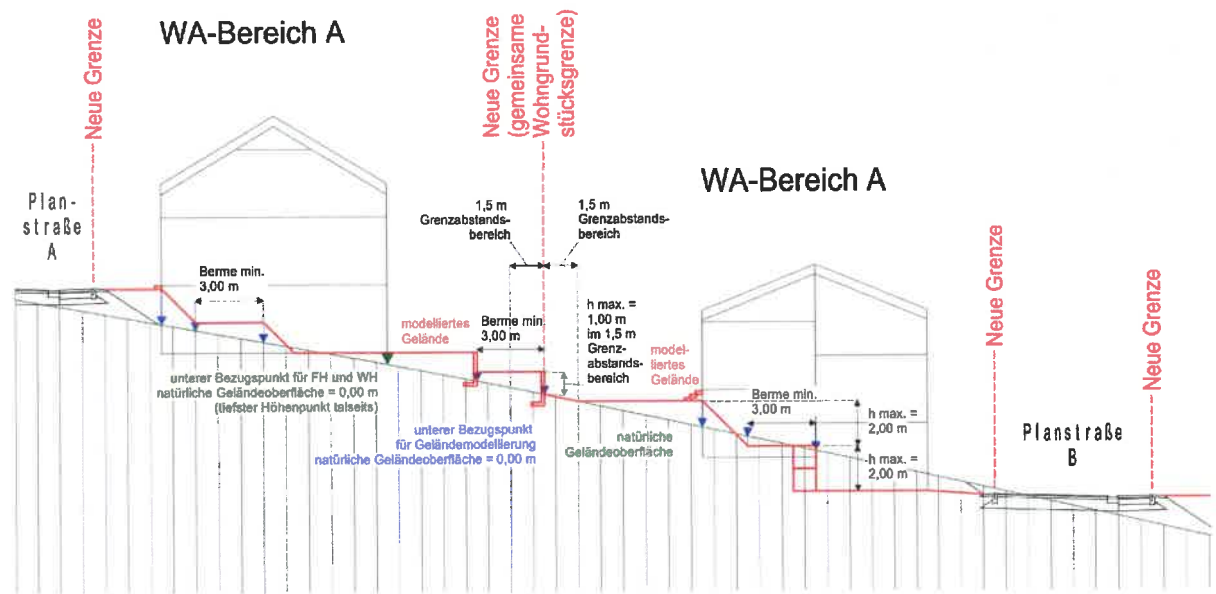 WA-Bereich A
Neue Grenze
Neue Grenze
(gemeinsame
Wohngrund-
stücksgrenze)
WA-Bereich A
Plan-
straße
A
1,5 m
Grenzabstands-
bereich
1,5 m
Grenzabstands-
bereich
Neue Grenze
Neue Grenze
Berme min.
3,00 m
modelliertes
Gelände
Berme min.
3,00 m
h max. =
1,00 m
im 1,5 m
Grenz-
abstands-
bereich
model-
liertes
Gelände
unterer Bezugspunkt für FH und WH
natürliche Geländeoberfläche = 0,00 m
(tiefster Höhenpunkt talseits)
Berme min.
3,00 m
h max. =
2,00 m
unterer Bezugspunkt
für Geländemodellierung
natürliche Geländeoberfläche = 0,00 m
natürliche
Geländeoberfläche
-h max. =
2,00 m
Planstraße
B